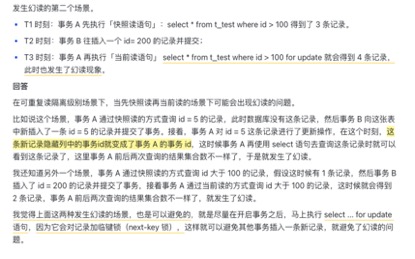 发生幻读的第二个场景。
T1 时刻：事务 A 先执行「快照读语句」：select * from t_test where id > 100 得到了 3 条记录。
T2 时刻：事务 B 往插入一个 id= 200 的记录并提交；
T3 时刻：事务 A 再执行「当前读语句」 select * from t_test where id > 100 for update 就会得到 4 条记录，
此时也发生了幻读现象。
回答
在可重复读隔离级别场景下，当先快照读再当前读的场景下可能会出现幻读的问题。
比如说这个场景，事务 A 通过快照读的方式查询 id = 5 的记录，此时数据库没有这条记录，然后事务 B 向这张表
中新插入了一条 id = 5 的记录并提交了事务。接着，事务 A 对 id = 5 这条记录进行了更新操作，在这个时刻，这
条新记录隐藏列中的事务id就变成了事务 A 的事务 id，这时候事务 A 再使用 select 语句去查询这条记录时就可以
看到这条记录了，这里事务 A 前后两次查询的结果集合数不一样了，于是就发生了幻读。
我还知道另外一个场景，事务 A 通过快照读的方式查询 id 大于 100 的记录，假设这时候有 1 条记录，然后事务 B
插入了 id = 200 的记录并提交了事务，接着事务 A 通过当前读的方式查询 id 大于 100 的记录，这时候就会得到
2 条记录，事务 A 前后两次查询的结果集合数不一样了，就发生了幻读。
我觉得上面这两种发生幻读的场景，也是可以避免的，就是尽量在开启事务之后，马上执行 select ... for update
语句，因为它会对记录加临键锁（next-key 锁），这样就可以避免其他事务插入一条新记录，就避免了幻读的问
题。